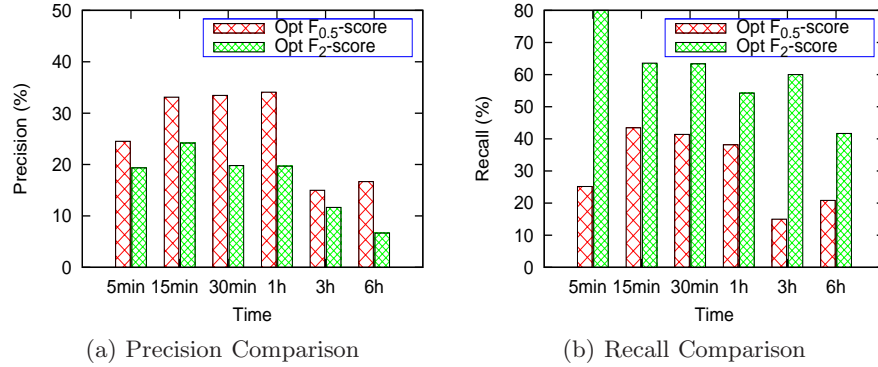 50
40
30
20
10
0
Precision (%)
Opt F0.5-score
Opt F2-score
5min 15min 30min 1h 3h 6h
Time
(a) Precision Comparison
80
70
60
50
40
30
20
10
0
Recall (%)
Opt F0.5-score
Opt F2-score
5min 15min 30min 1h 3h 6h
Time
(b) Recall Comparison